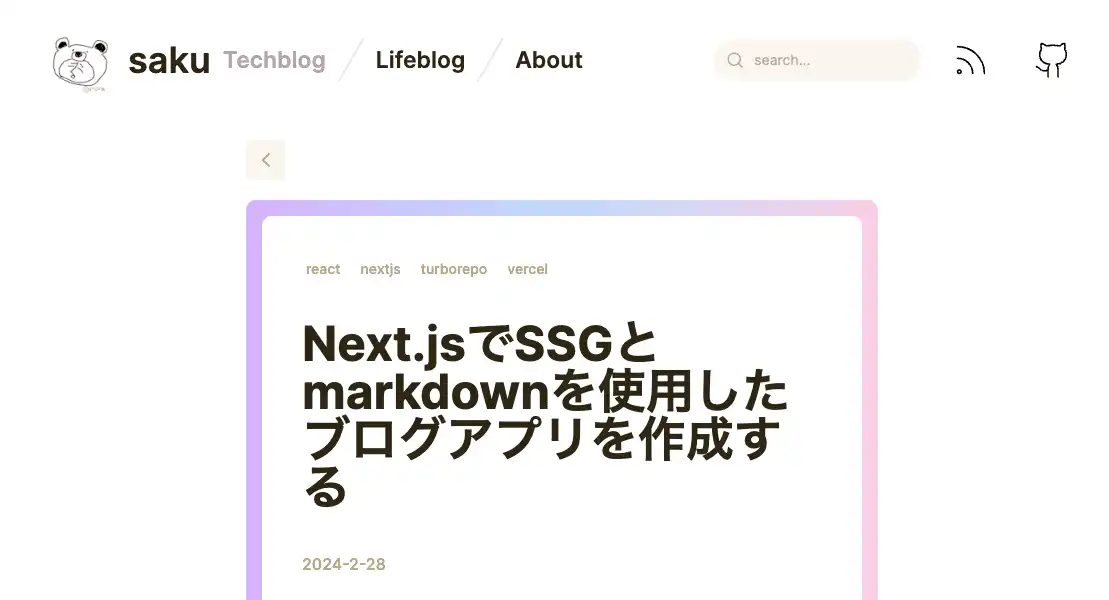 saku Techblog Lifeblog About search...
react nextjs turborepo vercel
Next.jsでSSGと
markdownを使用した
ブログアプリを作成す
る
2024-2-28